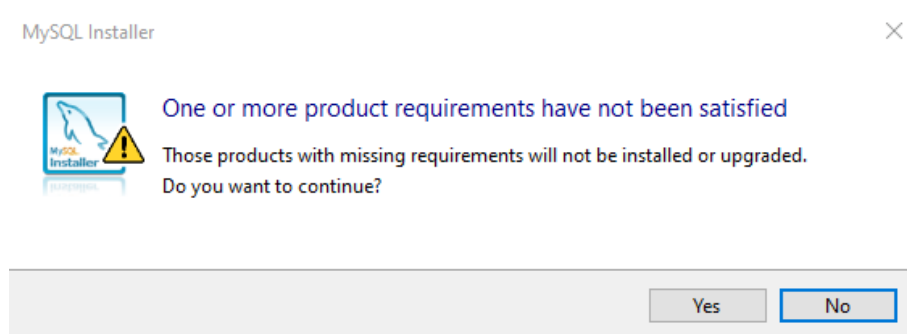 MySQL Installer
One or more product requirements have not been satisfied
MySQL
Installer
Those products with missing requirements will not be installed or upgraded.
Do you want to continue?
Yes
No